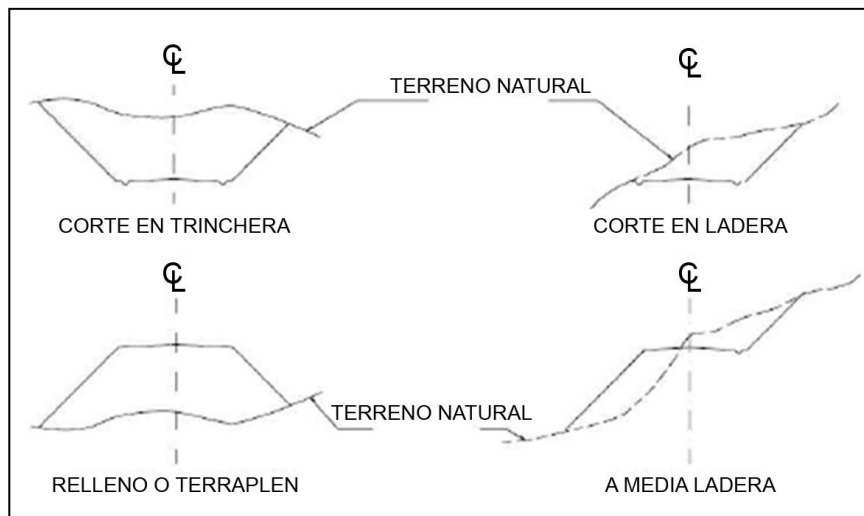 ℄
℄
TERRENO NATURAL
CORTE EN TRINCHERA
CORTE EN LADERA
℄
℄
TERRENO NATURAL
RELLENO O TERRAPLEN
A MEDIA LADERA